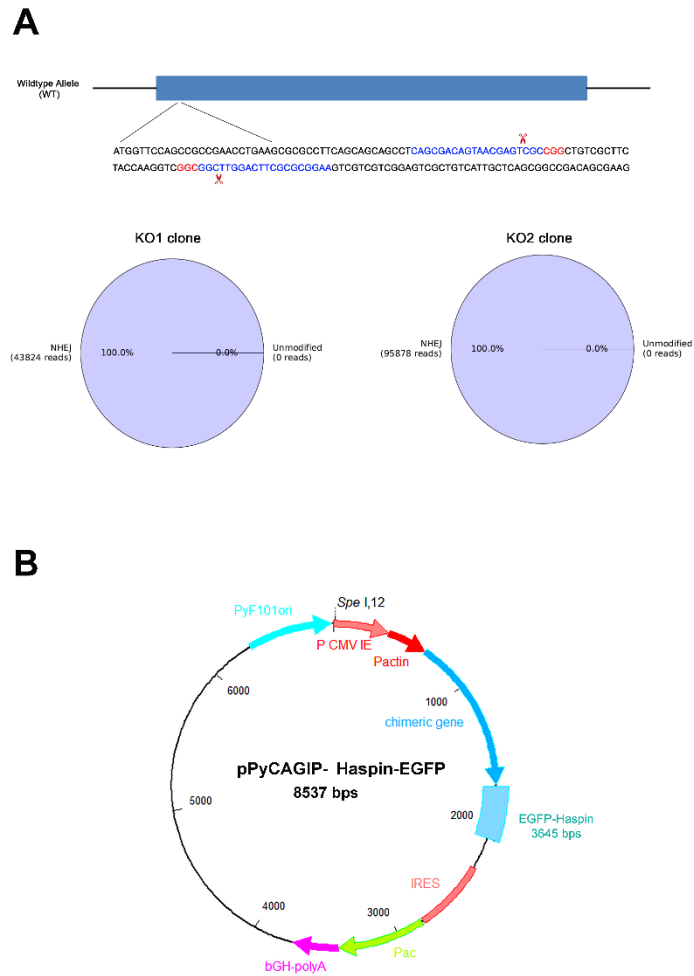 A
Wildtype Allele
(WT)
ATGGTTCCAGCCGCCGAACCTGAAGCGCGCCTTCAGCAGCAGCCTCAGCGACAGTAACGAGTCGCCGGCTGTCGCTTC
TACCAAGGTCGGCGGCTTGGACTTCGCGCGGAAGTCGTCGTCGGAGTCGCTGTCATTGCTCAGCGGCCGACAGCGAAG
KO1 clone
KO2 clone
NHEJ
(43824 reads)
100.0%
0.0%
Unmodified
(0 reads)
NHEJ
(95878 reads)
100.0%
0.0%
Unmodified
(0 reads)
B
Spe I,12
PyF101ori
P CMV IE
Pactin
6000
1000
chimeric gene
pPyCAGIP- Haspin-EGFP
8537 bps
5000
2000
EGFP-Haspin
3645 bps
IRES
4000
3000
Pac
bGH-polyA